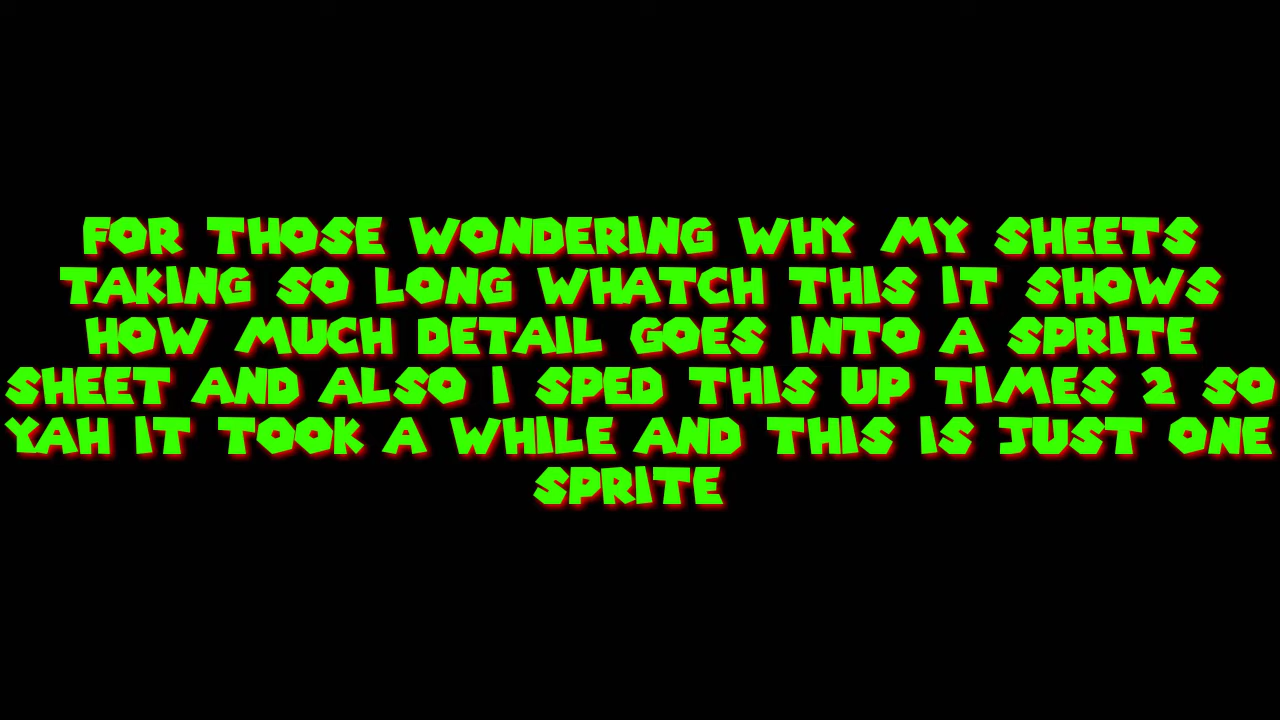 FOR THOSE WONDERING WHY MY SHEETS
TAKING SO LONG WHATCH THIS IT SHOWS
HOW MUCH DETAIL GOES INTO A SPRITE
SHEET AND ALSO I SPED THIS UP TIMES 2 SO
YAH IT TOOK A WHILE AND THIS IS JUST ONE
SPRITE